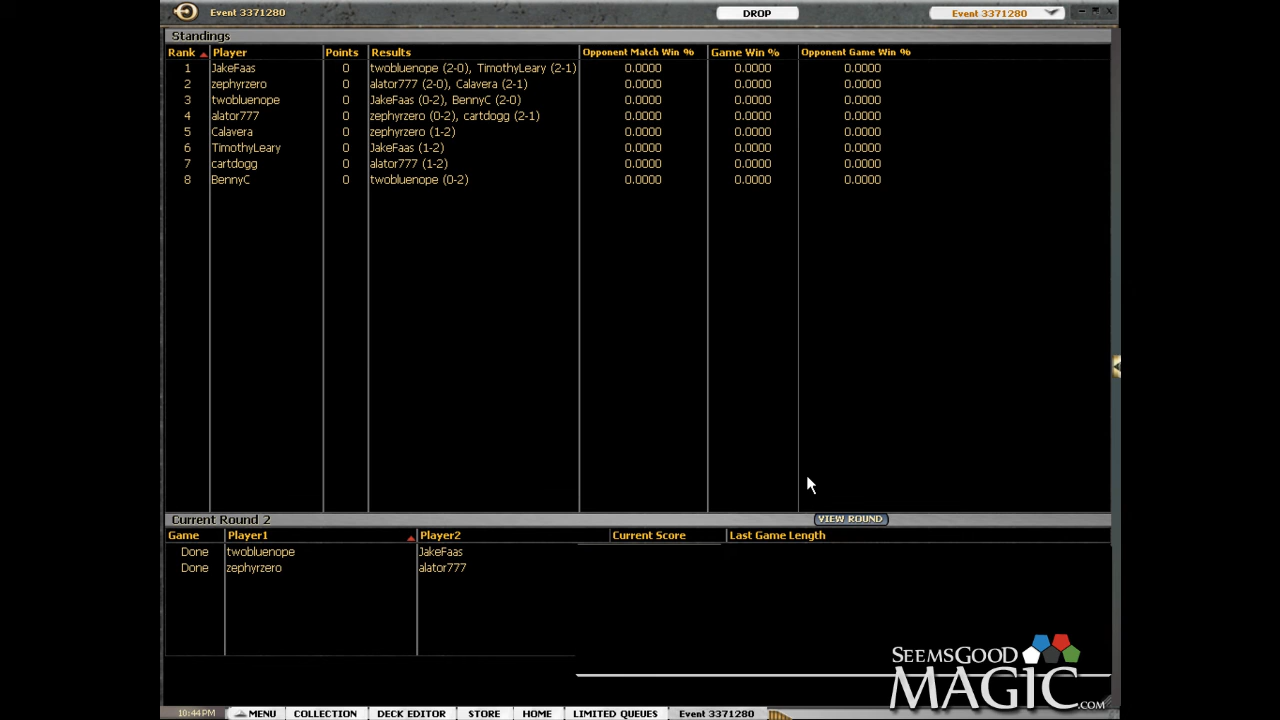 Event 3371280 DROP Event 3371280
Standings
Rank Player Points Results Opponent Match Win % Game Win % Opponent Game Win %
1 JakeFaas 0 twobluenope (2-0), TimothyLeary (2-1) 0.0000 0.0000 0.0000
2 zephyrzero 0 alator777 (2-0), Calavera (2-1) 0.0000 0.0000 0.0000
3 twobluenope 0 JakeFaas (0-2), BennyC (2-0) 0.0000 0.0000 0.0000
4 alator777 0 zephyrzero (0-2), cartdogg (2-1) 0.0000 0.0000 0.0000
5 Calavera 0 zephyrzero (1-2) 0.0000 0.0000 0.0000
6 TimothyLeary 0 JakeFaas (1-2) 0.0000 0.0000 0.0000
7 cartdogg 0 alator777 (1-2) 0.0000 0.0000 0.0000
8 BennyC 0 twobluenope (0-2) 0.0000 0.0000 0.0000
Current Round 2 VIEW ROUND
Game Player1 Player2 Current Score Last Game Length
Done twobluenope JakeFaas
Done zephyrzero alator777
SEEMSGOOD
MAGIC.COM
10:44PM MENU COLLECTION DECK EDITOR STORE HOME LIMITED QUEUES Event 3371280